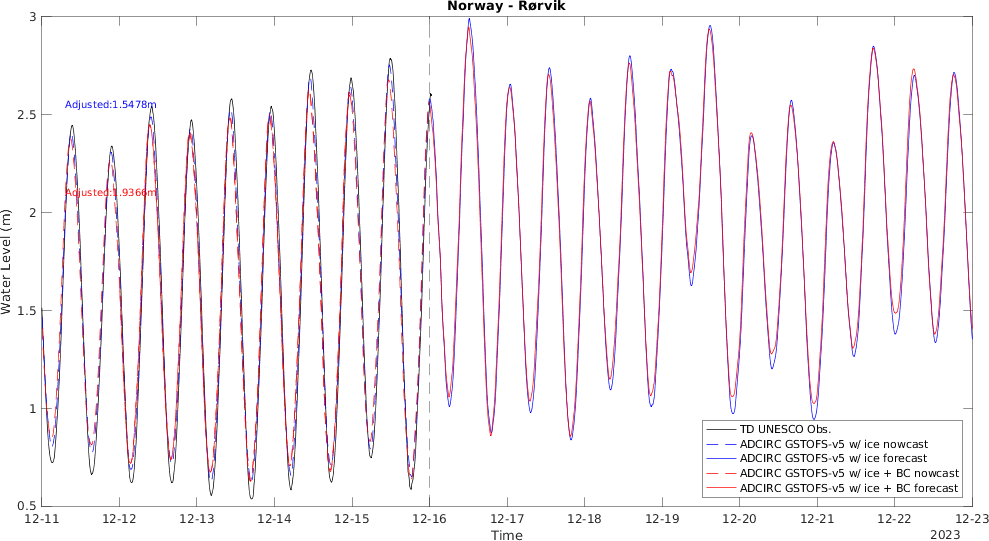 Norway - Rørvik
3
2.5
2
1.5
1
0.5
Water Level (m)
Adjusted:1.5478m
Adjusted:1.9366m
TD UNESCO Obs.
ADCIRC GSTOFS-v5 w/ ice nowcast
ADCIRC GSTOFS-v5 w/ ice forecast
ADCIRC GSTOFS-v5 w/ ice + BC nowcast
ADCIRC GSTOFS-v5 w/ ice + BC forecast
12-11 12-12 12-13 12-14 12-15 12-16 12-17 12-18 12-19 12-20 12-21 12-22 12-23
Time
2023